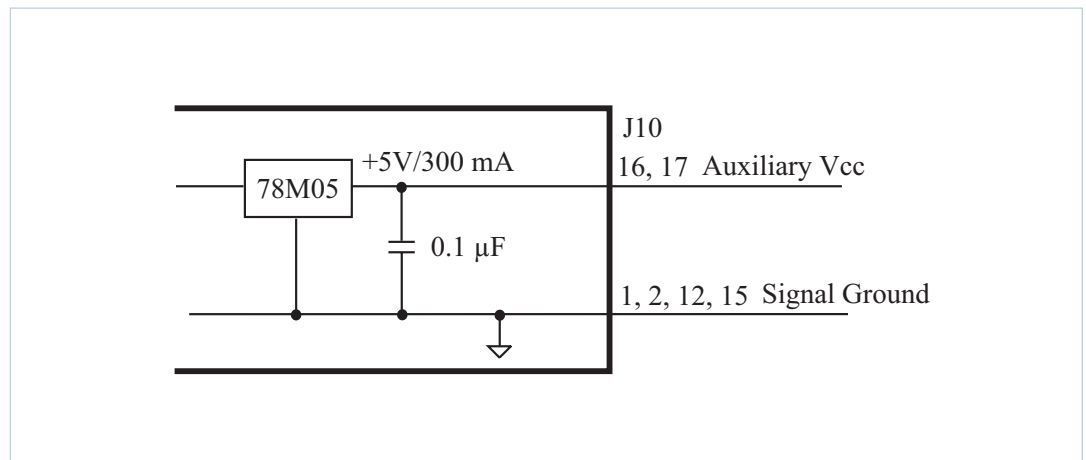 J10
+5V/300 mA
16, 17 Auxiliary Vcc
78M05
0.1 µF
1, 2, 12, 15 Signal Ground